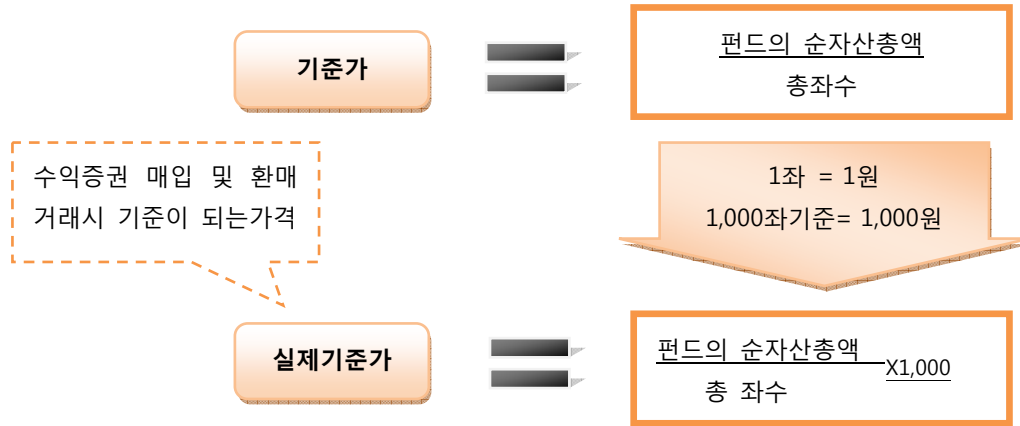 기준가
펀드의 순자산총액
총좌수
수익증권 매입 및 환매
거래시 기준이 되는가격
1좌 = 1원
1,000좌기준= 1,000원
실제기준가
펀드의 순자산총액 X1,000
총 좌수